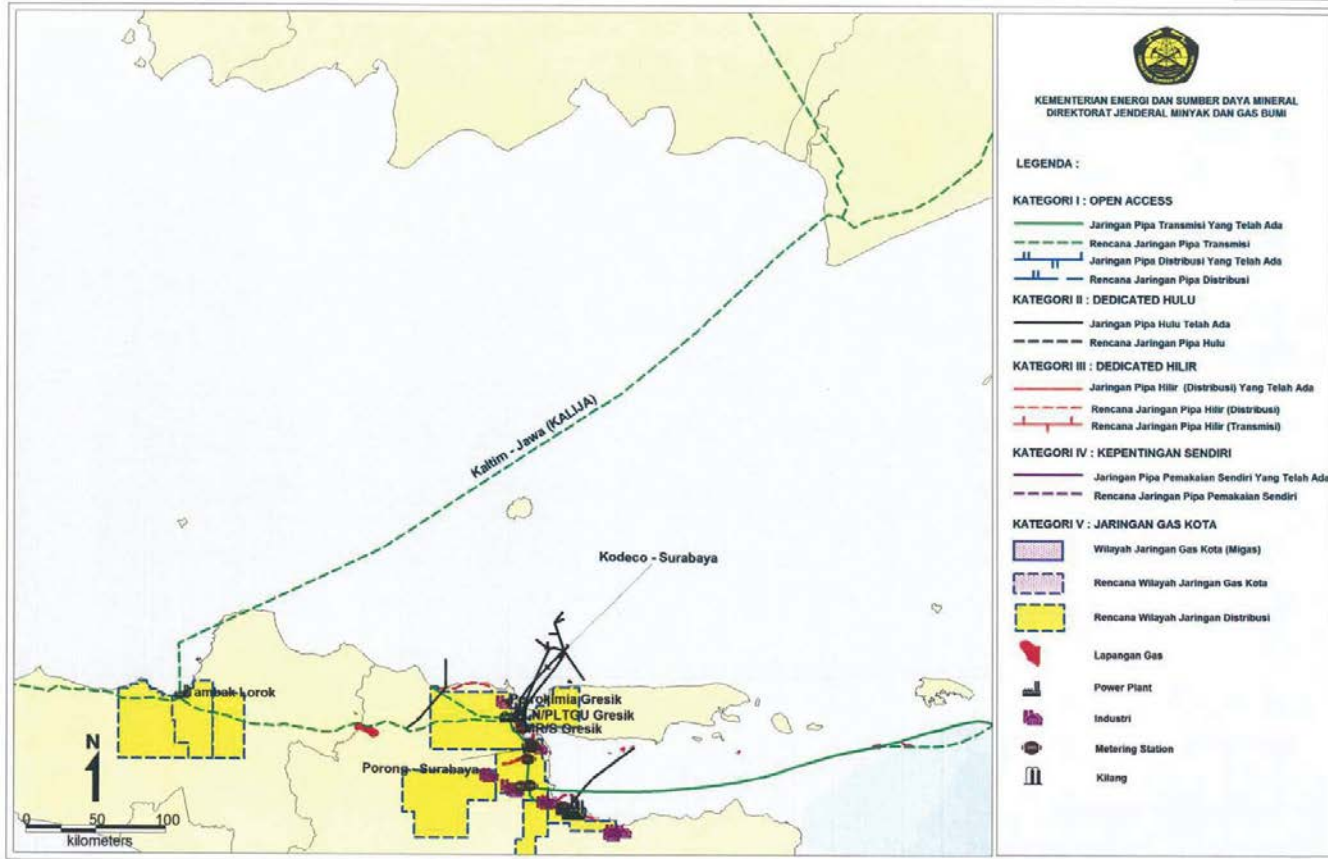 Kaltim - Jawa (KALIJA)
Kodeco - Surabaya
Tambak Lorok
Petrokimia Gresik
N/PLTGU Gresik
MR/S Gresik
Porong - Surabaya
N
0 50 100
kilometers
KEMENTERIAN ENERGI DAN SUMBER DAYA MINERAL
DIREKTORAT JENDERAL MINYAK DAN GAS BUMI
LEGENDA :
KATEGORI I : OPEN ACCESS
Jaringan Pipa Transmisi Yang Telah Ada
Rencana Jaringan Pipa Transmisi
Jaringan Pipa Distribusi Yang Telah Ada
Rencana Jaringan Pipa Distribusi
KATEGORI II : DEDICATED HULU
Jaringan Pipa Hulu Telah Ada
Rencana Jaringan Pipa Hulu
KATEGORI III : DEDICATED HILIR
Jaringan Pipa Hilir (Distribusi) Yang Telah Ada
Rencana Jaringan Pipa Hilir (Distribusi)
Rencana Jaringan Pipa Hilir (Transmisi)
KATEGORI IV : KEPENTINGAN SENDIRI
Jaringan Pipa Pemakaian Sendiri Yang Telah Ada
Rencana Jaringan Pipa Pemakaian Sendiri
KATEGORI V : JARINGAN GAS KOTA
Wilayah Jaringan Gas Kota (Migas)
Rencana Wilayah Jaringan Gas Kota
Rencana Wilayah Jaringan Distribusi
Lapangan Gas
Power Plant
Industri
Metering Station
Kilang